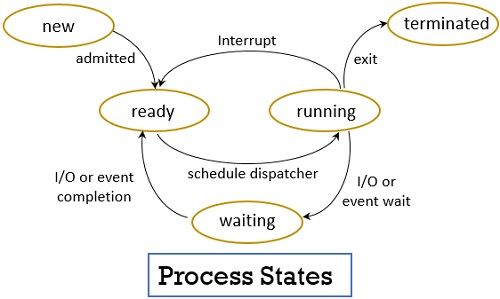 new
terminated
admitted
Interrupt
exit
ready
running
I/O or event
completion
schedule dispatcher
I/O or
event wait
waiting
Process States